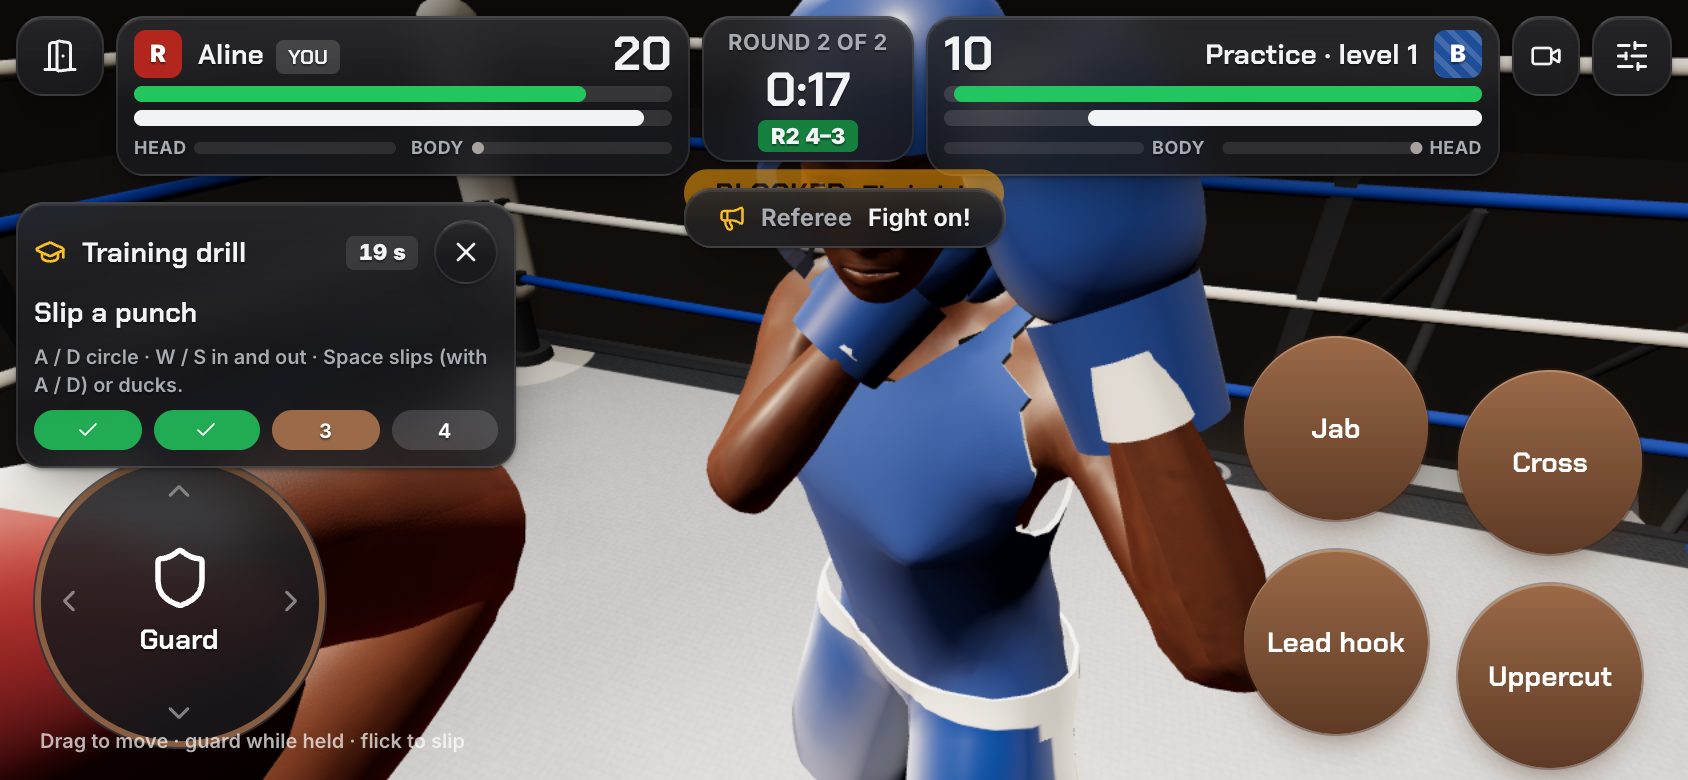 R Aline YOU 20
HEAD BODY
ROUND 2 OF 2
0:17
R2 4–3
10 Practice · level 1 B
BODY HEAD
Referee Fight on!
Training drill 19 s
Slip a punch
A / D circle · W / S in and out · Space slips (with
A / D) or ducks.
3 4
Guard
Drag to move · guard while held · flick to slip
Jab
Cross
Lead hook
Uppercut